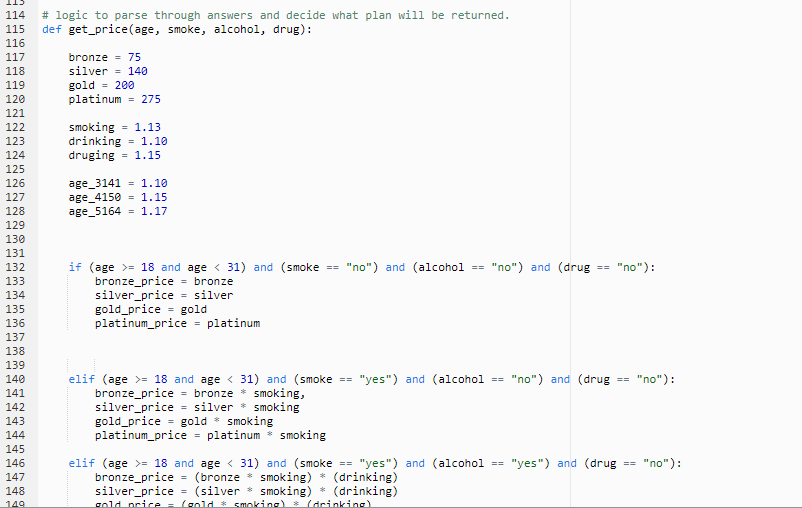 113
114 # logic to parse through answers and decide what plan will be returned.
115 def get_price(age, smoke, alcohol, drug):
116
117 bronze = 75
118 silver = 140
119 gold = 200
120 platinum = 275
121
122 smoking = 1.13
123 drinking = 1.10
124 druging = 1.15
125
126 age_3141 = 1.10
127 age_4150 = 1.15
128 age_5164 = 1.17
129
130
131
132 if (age >= 18 and age < 31) and (smoke == "no") and (alcohol == "no") and (drug == "no"):
133 bronze_price = bronze
134 silver_price = silver
135 gold_price = gold
136 platinum_price = platinum
137
138
139
140 elif (age >= 18 and age < 31) and (smoke == "yes") and (alcohol == "no") and (drug == "no"):
141 bronze_price = bronze * smoking,
142 silver_price = silver * smoking
143 gold_price = gold * smoking
144 platinum_price = platinum * smoking
145
146 elif (age >= 18 and age < 31) and (smoke == "yes") and (alcohol == "yes") and (drug == "no"):
147 bronze_price = (bronze * smoking) * (drinking)
148 silver_price = (silver * smoking) * (drinking)
149 gold_price = (gold * smoking) * (drinking)